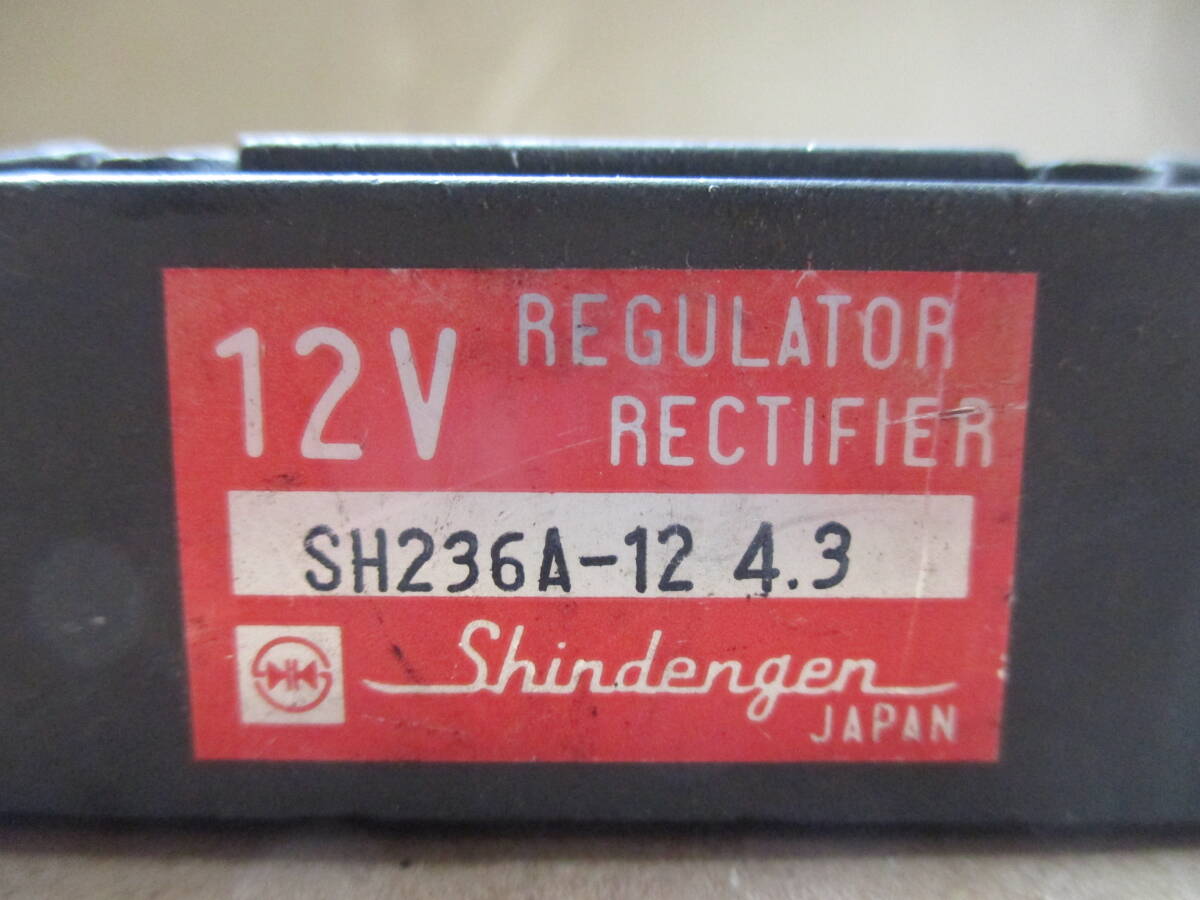 12V REGULATOR
RECTIFIER
SH236A-12 4.3
Shindengen
JAPAN